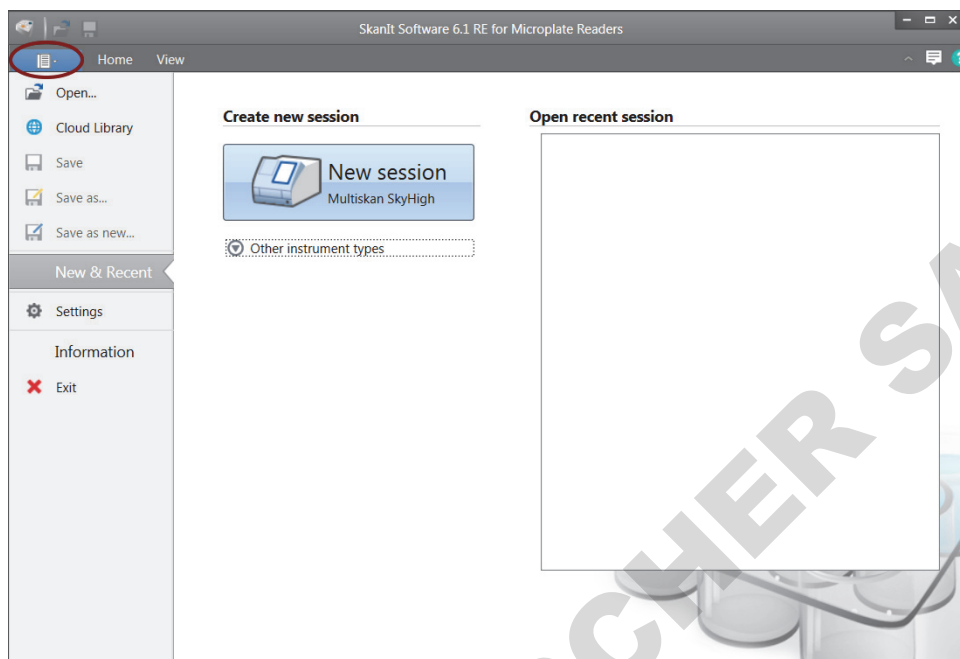 SkanIt Software 6.1 RE for Microplate Readers
Home View
Open...
Cloud Library
Save
Save as...
Save as new...
New & Recent
Settings
Information
Exit
Create new session
New session
Multiskan SkyHigh
Other instrument types
Open recent session
CHER SA